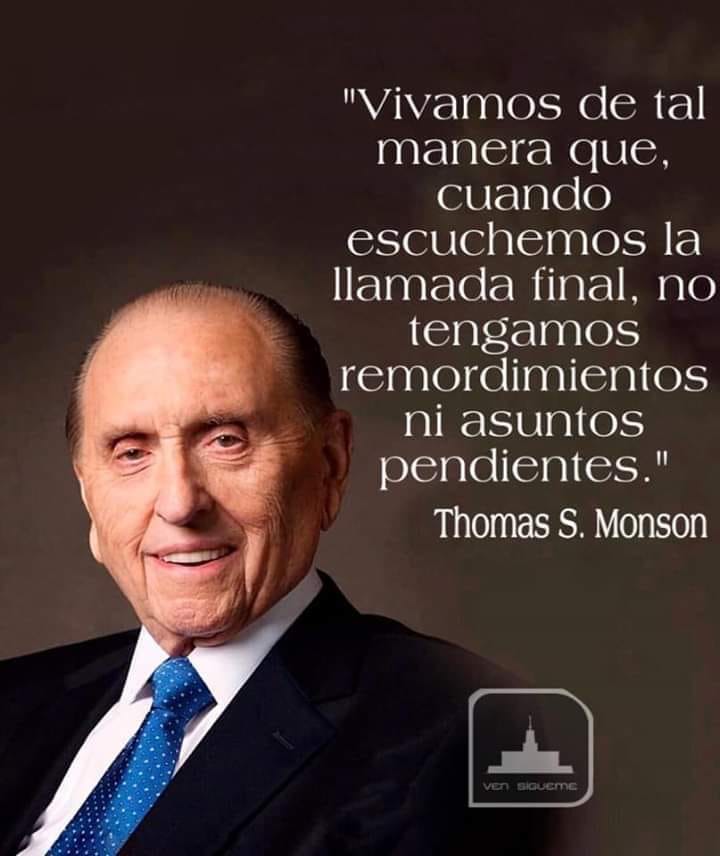 "Vivamos de tal
manera que,
cuando
escuchemos la
llamada final, no
tengamos
remordimientos
ni asuntos
pendientes."
Thomas S. Monson
VEN SIGUEME